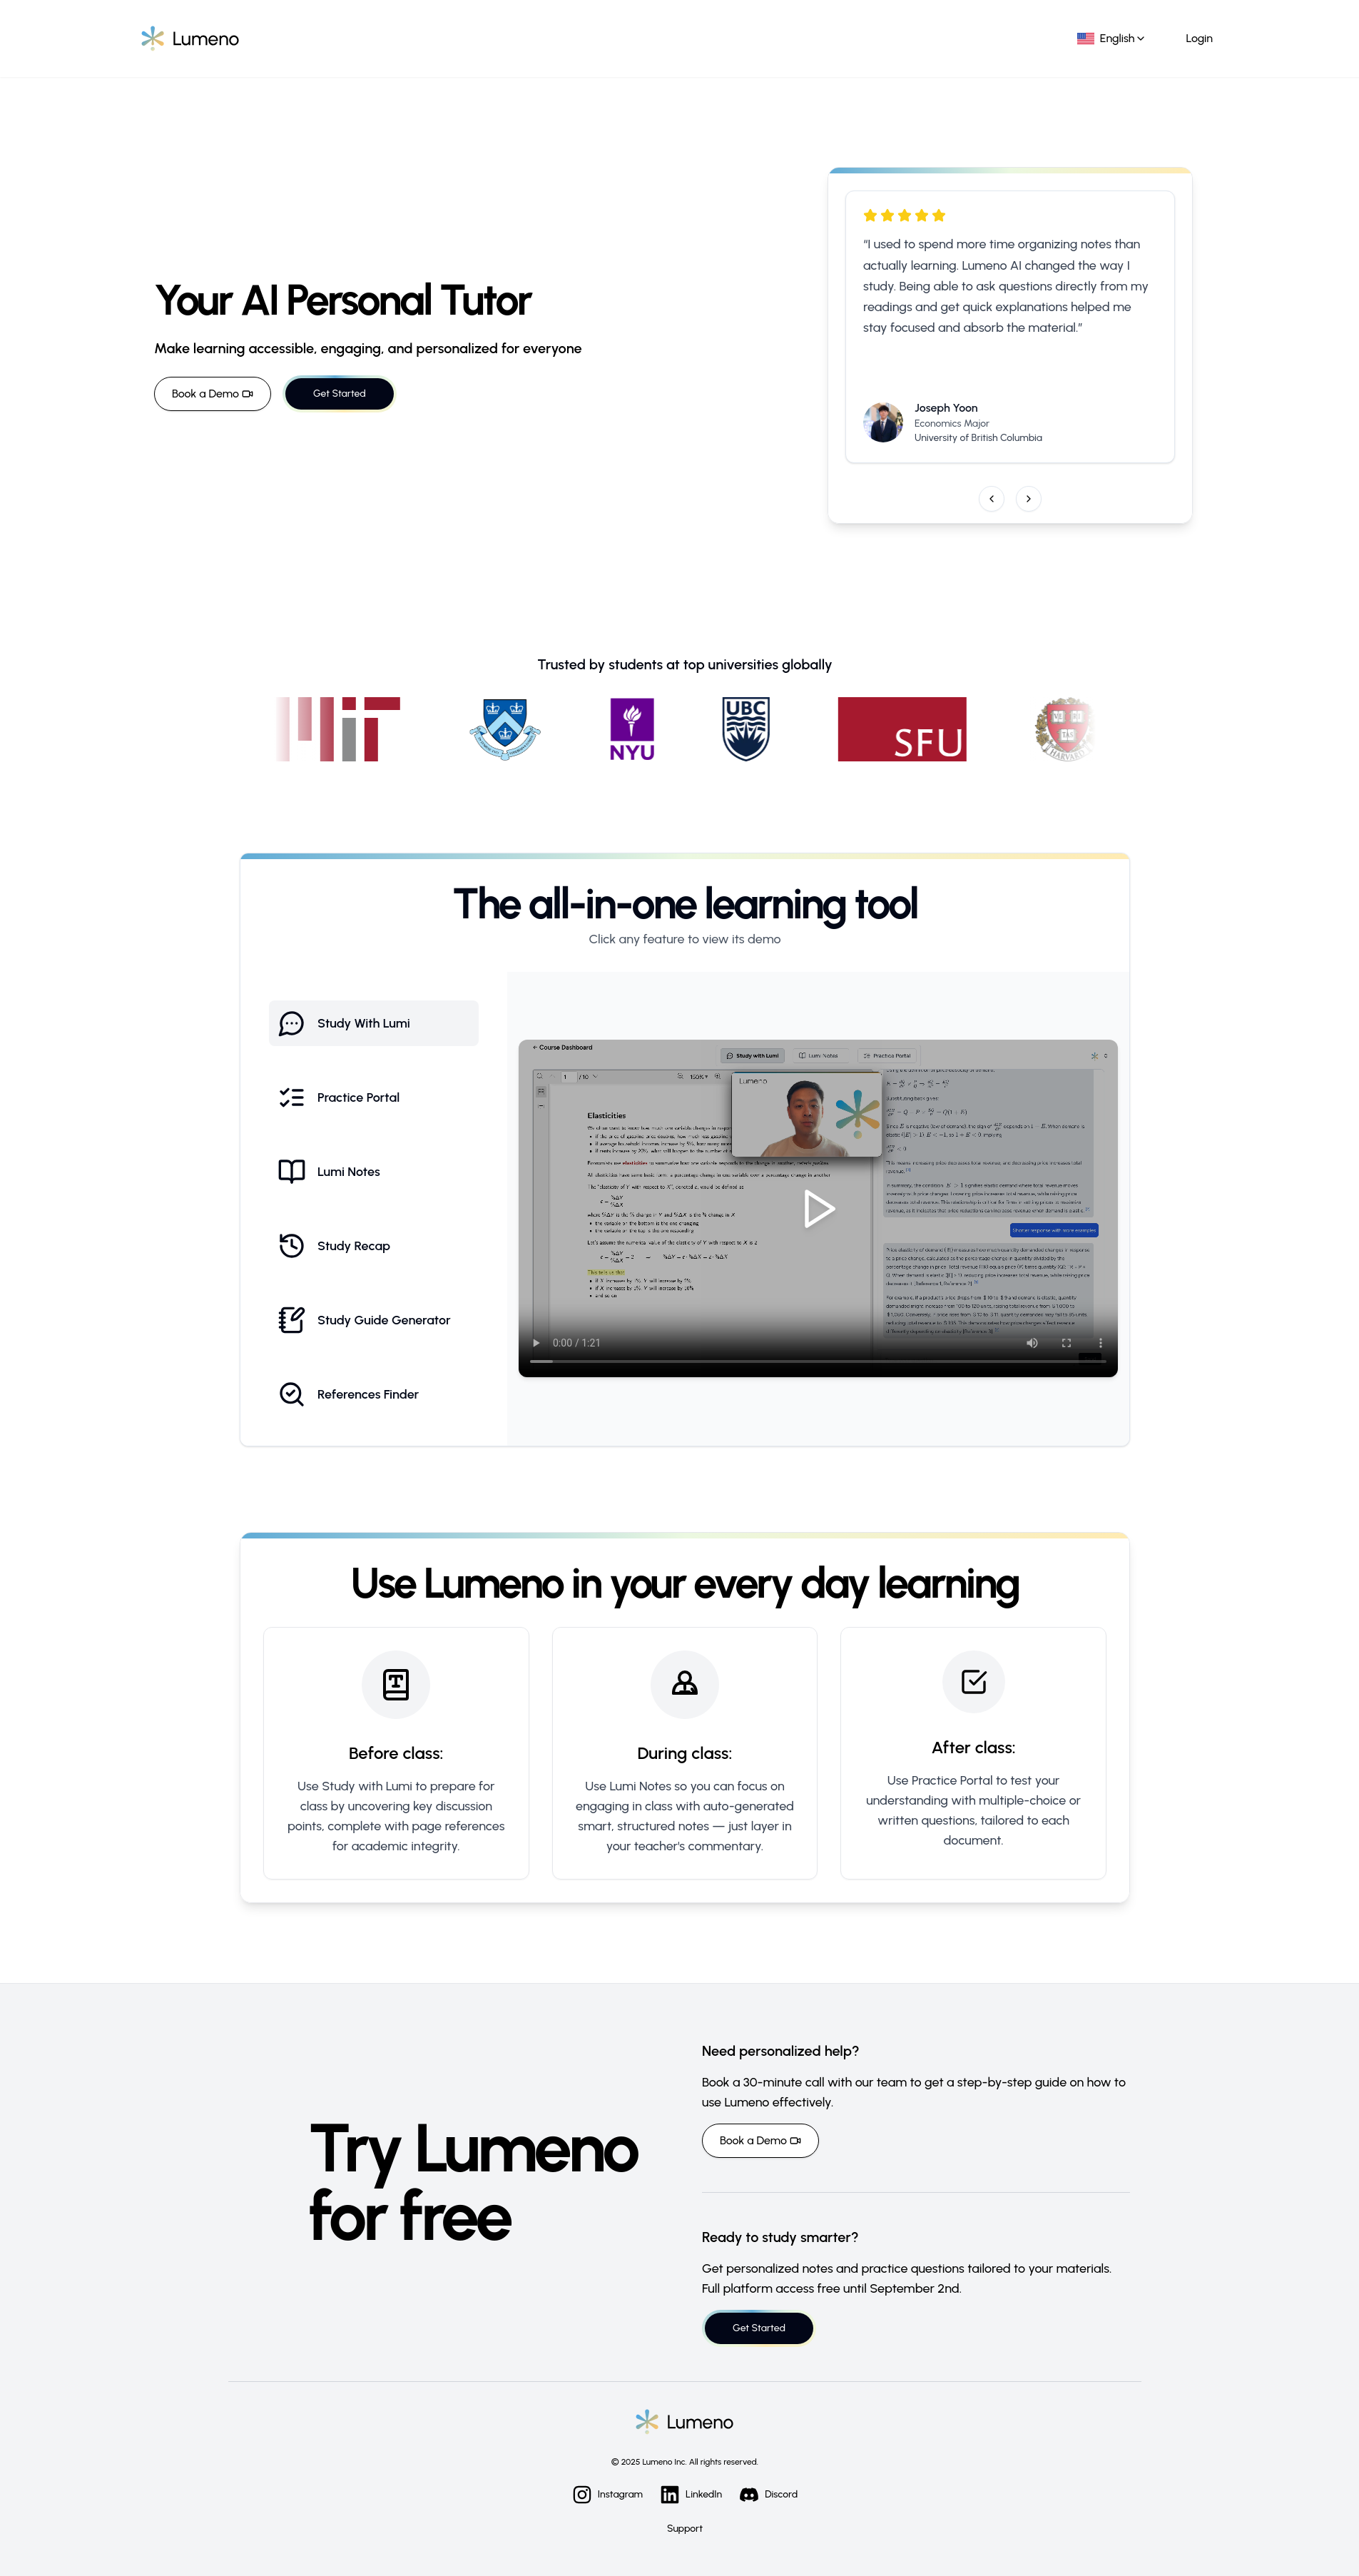 Lumeno
English
Login
Your AI Personal Tutor
Make learning accessible, engaging, and personalized for everyone
Book a Demo
Get Started
"I used to spend more time organizing notes than
actually learning. Lumeno AI changed the way I
study. Being able to ask questions directly from my
readings and get quick explanations helped me
stay focused and absorb the material."
Joseph Yoon
Economics Major
University of British Columbia
Trusted by students at top universities globally
NYU
UBC
SFU
HARVARD
The all-in-one learning tool
Click any feature to view its demo
Study With Lumi
Practice Portal
Lumi Notes
Study Recap
Study Guide Generator
References Finder
Course Dashboard
Study with Lumi
Lumi Notes
Practice Portal
1 / 10
150%
Lumeno
Elasticities
0:00 / 1:21
Use Lumeno in your every day learning
Before class:
Use Study with Lumi to prepare for
class by uncovering key discussion
points, complete with page references
for academic integrity.
During class:
Use Lumi Notes so you can focus on
engaging in class with auto-generated
smart, structured notes — just layer in
your teacher's commentary.
After class:
Use Practice Portal to test your
understanding with multiple-choice or
written questions, tailored to each
document.
Try Lumeno
for free
Need personalized help?
Book a 30-minute call with our team to get a step-by-step guide on how to
use Lumeno effectively.
Book a Demo
Ready to study smarter?
Get personalized notes and practice questions tailored to your materials.
Full platform access free until September 2nd.
Get Started
Lumeno
© 2025 Lumeno Inc. All rights reserved.
Instagram
LinkedIn
Discord
Support